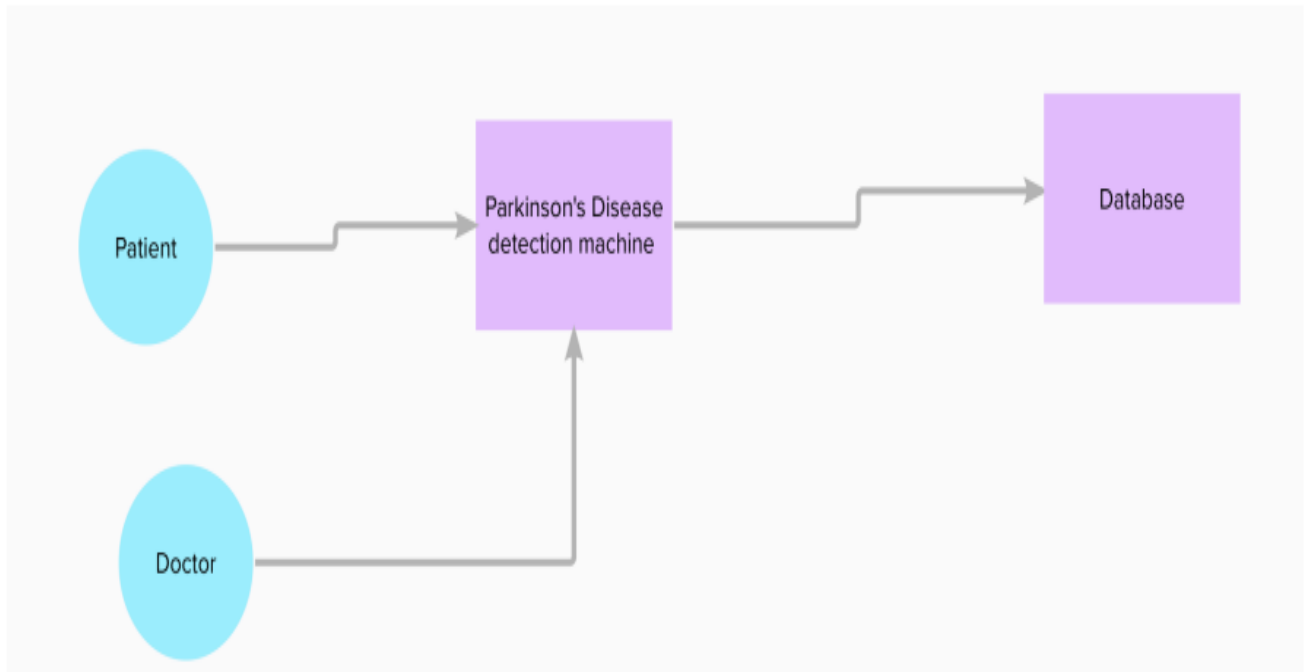 Patient
Parkinson's Disease
detection machine
Database
Doctor